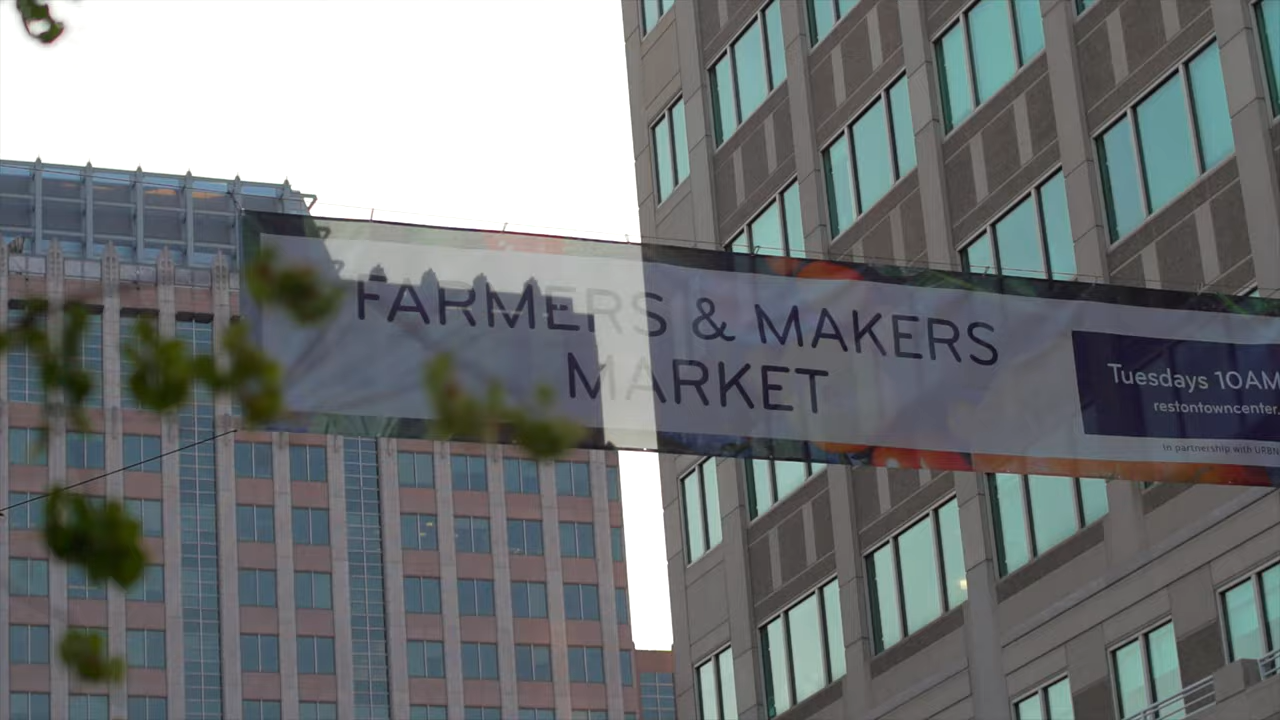 FARMERS & MAKERS
MARKET
Tuesdays 10AM
restontowncenter.
In partnership with URBN